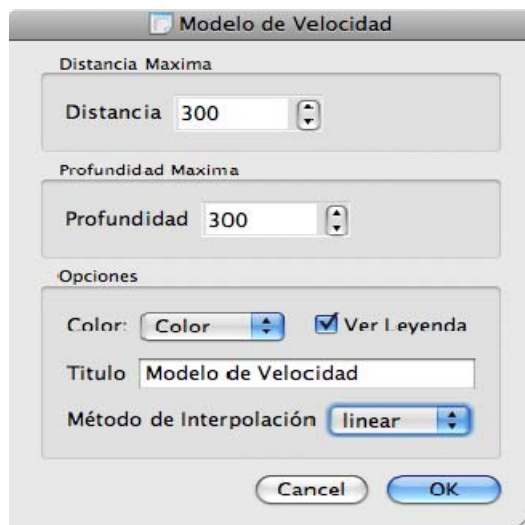 Modelo de Velocidad
Distancia Maxima
Distancia 300
Profundidad Maxima
Profundidad 300
Opciones
Color: Color Ver Leyenda
Titulo Modelo de Velocidad
Método de Interpolación linear
Cancel OK